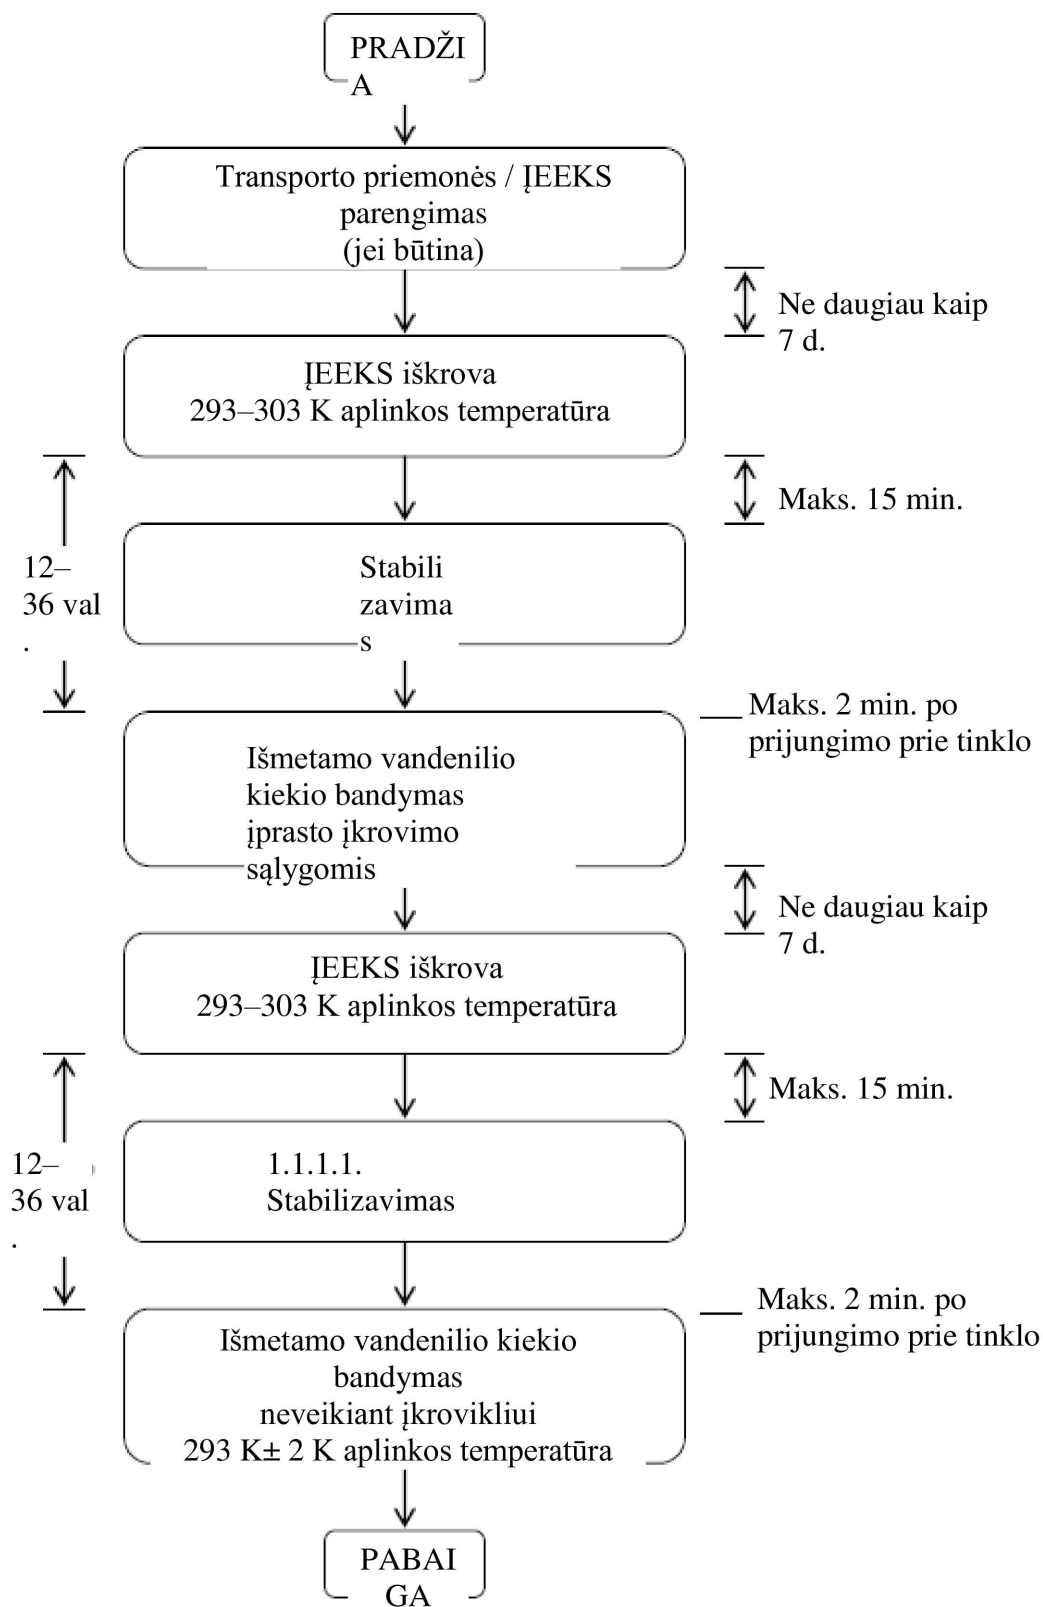 PRADŽI
A
Transporto priemonės / ĮEEKS
parengimas
(jei būtina)
Ne daugiau kaip
7 d.
ĮEEKS iškrova
293–303 K aplinkos temperatūra
Maks. 15 min.
12–
36 val
.
Stabili
zavima
s
Maks. 2 min. po
prijungimo prie tinklo
Išmetamo vandenilio
kiekio bandymas
įprasto įkrovimo
sąlygomis
Ne daugiau kaip
7 d.
ĮEEKS iškrova
293–303 K aplinkos temperatūra
Maks. 15 min.
12–
36 val
.
1.1.1.1.
Stabilizavimas
Maks. 2 min. po
prijungimo prie tinklo
Išmetamo vandenilio kiekio
bandymas
neveikiant įkrovikliui
293 K± 2 K aplinkos temperatūra
PABAI
GA